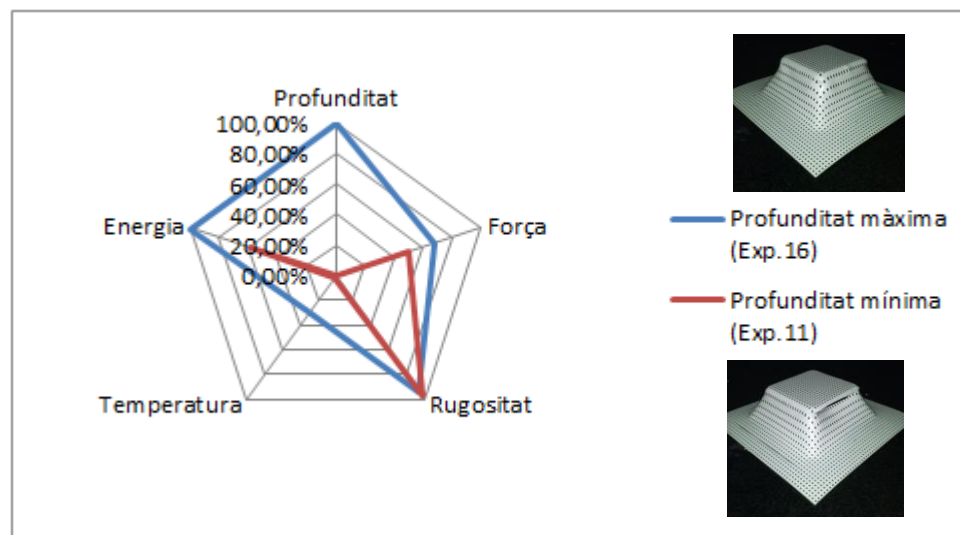 Profunditat
100,00%
80,00%
60,00%
40,00%
20,00%
0,00%
Energia
Força
Temperatura
Rugositat
Profunditat màxima
(Exp.16)
Profunditat mínima
(Exp.11)